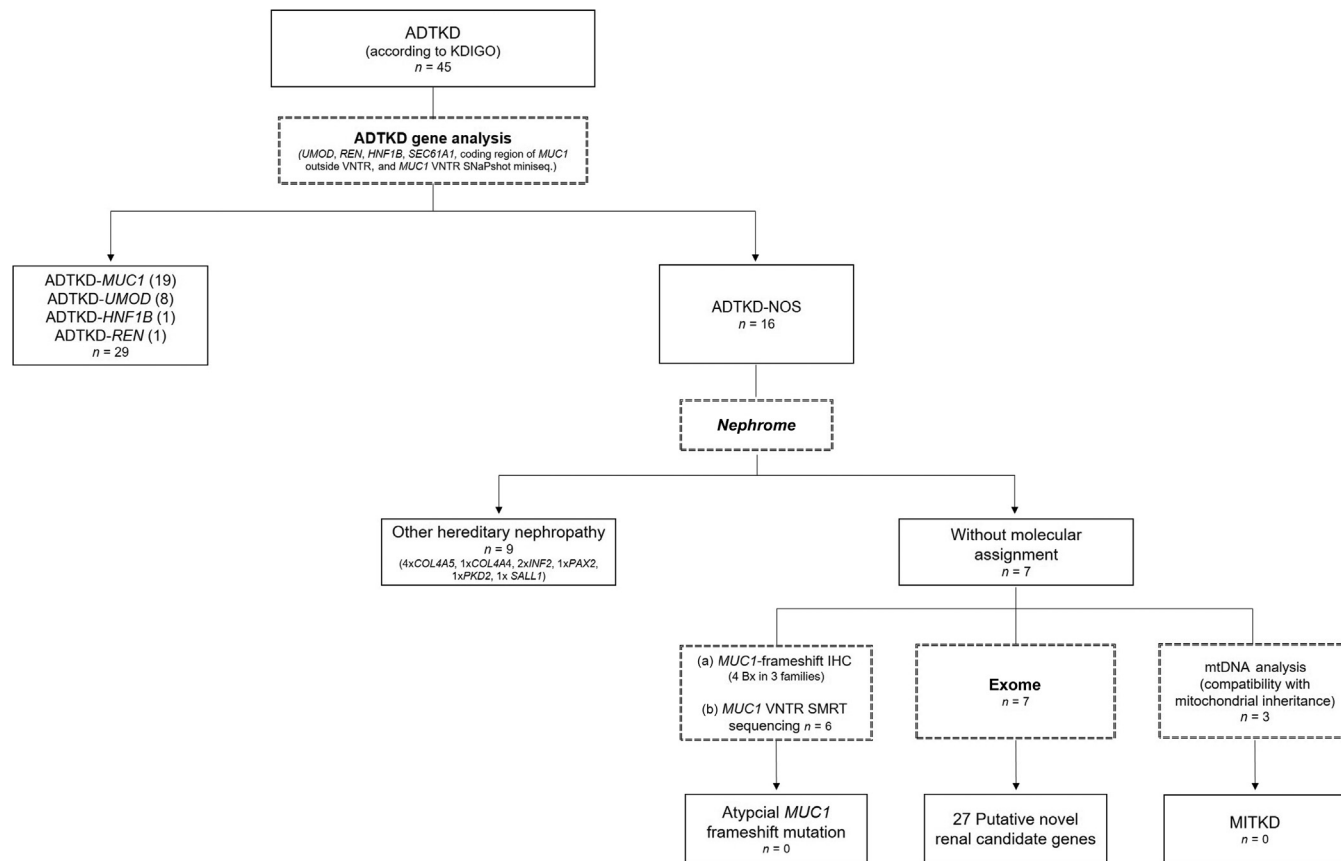 ADTKD
(according to KDIGO)
n = 45
ADTKD gene analysis
(UMOD, REN, HNF1B, SEC61A1, coding region of MUC1
outside VNTR, and MUC1 VNTR SNaPshot miniseq.)
ADTKD-MUC1 (19)
ADTKD-UMOD (8)
ADTKD-HNF1B (1)
ADTKD-REN (1)
n = 29
ADTKD-NOS
n = 16
Nephrome
Other hereditary nephropathy
n = 9
(4xCOL4A5, 1xCOL4A4, 2xINF2, 1xPAX2,
1xPKD2, 1x SALL1)
Without molecular
assignment
n = 7
(a) MUC1-frameshift IHC
(4 Bx in 3 families)
(b) MUC1 VNTR SMRT
sequencing n = 6
Exome
n = 7
mtDNA analysis
(compatibility with
mitochondrial inheritance)
n = 3
Atypcial MUC1
frameshift mutation
n = 0
27 Putative novel
renal candidate genes
MITKD
n = 0